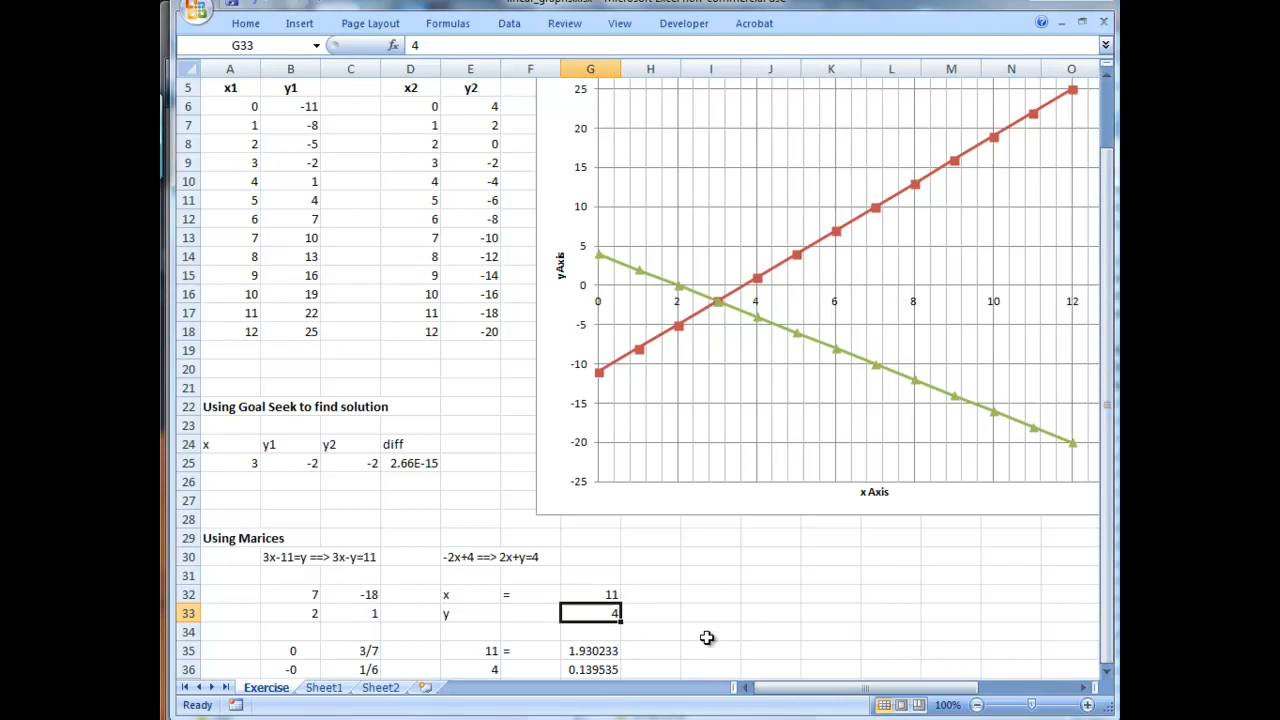 Home Insert Page Layout Formulas Data Review View Developer Acrobat
G33 fx 4
A B C D E F G H I J K L M N O
5 x1 y1 x2 y2
6 0 -11 0 4
7 1 -8 1 2
8 2 -5 2 0
9 3 -2 3 -2
10 4 1 4 -4
11 5 4 5 -6
12 6 7 6 -8
13 7 10 7 -10
14 8 13 8 -12
15 9 16 9 -14
16 10 19 10 -16
17 11 22 11 -18
18 12 25 12 -20
19
20
21
22 Using Goal Seek to find solution
23
24 x y1 y2 diff
25 3 -2 -2 2.66E-15
26
27
28
29 Using Marices
30 3x-11=y ==> 3x-y=11 -2x+4 ==> 2x+y=4
31
32 7 -18 x = 11
33 2 1 y 4
34
35 0 3/7 11 = 1.930233
36 -0 1/6 4 0.139535
25
20
15
10
5
0
-5
-10
-15
-20
-25
0 2 4 6 8 10 12
y Axis
x Axis
Exercise Sheet1 Sheet2
Ready 100%